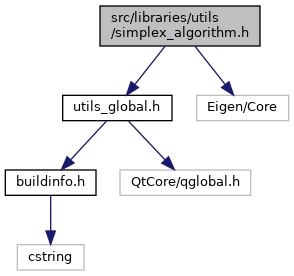 src/libraries/utils
/simplex_algorithm.h
utils_global.h
Eigen/Core
buildinfo.h
QtCore/qglobal.h
cstring